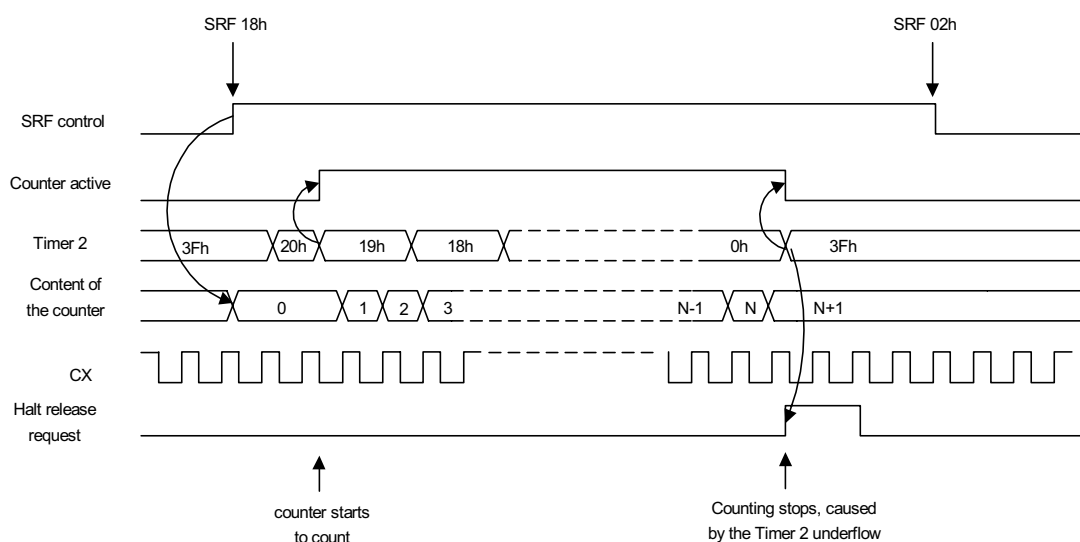 SRF 18h
SRF 02h
SRF control
Counter active
Timer 2
3Fh
20h
19h
18h
0h
3Fh
Content of
the counter
0
1
2
3
N-1
N
N+1
CX
Halt release
request
counter starts
to count
Counting stops, caused
by the Timer 2 underflow